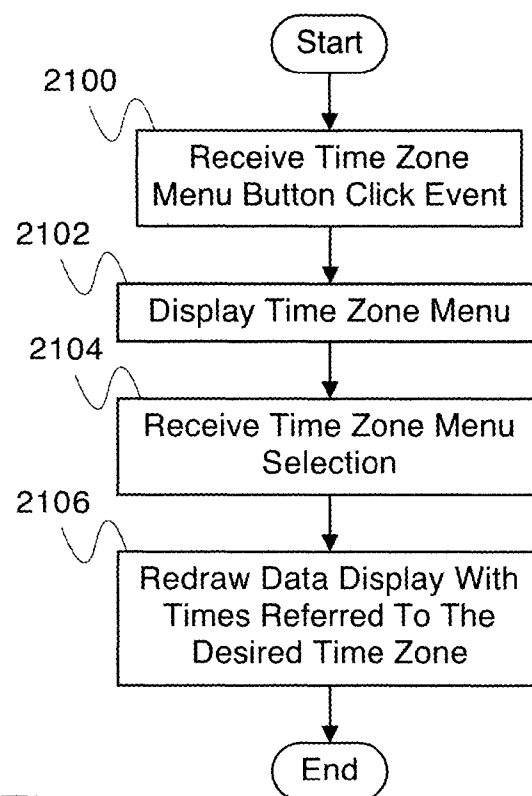 Start
2100
Receive Time Zone
Menu Button Click Event
2102
Display Time Zone Menu
2104
Receive Time Zone Menu
Selection
2106
Redraw Data Display With
Times Referred To The
Desired Time Zone
End